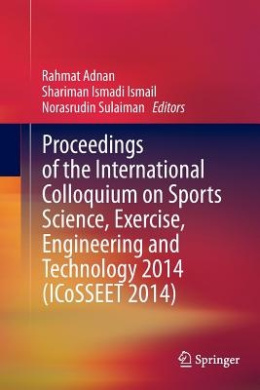 Rahmat Adnan
Shariman Ismadi Ismail
Norasrudin Sulaiman Editors
Proceedings
of the International
Colloquium on Sports
Science, Exercise,
Engineering and
Technology 2014
(ICoSSEET 2014)
Springer